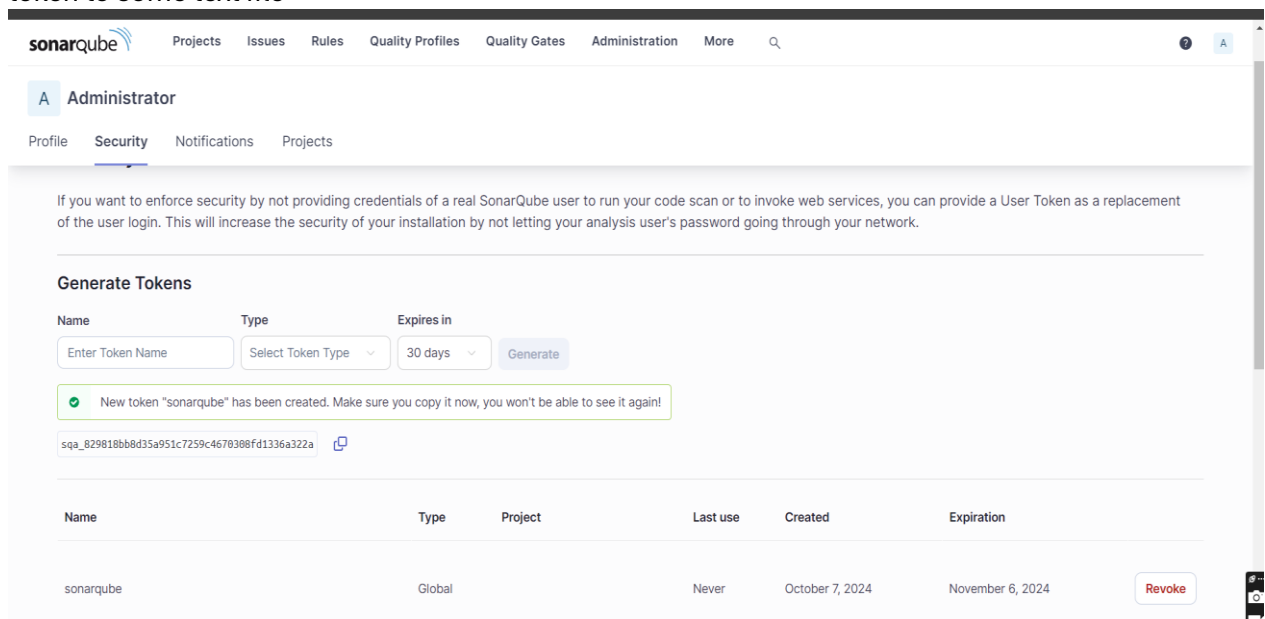 sonarqube Projects Issues Rules Quality Profiles Quality Gates Administration More A
A Administrator
Profile Security Notifications Projects
If you want to enforce security by not providing credentials of a real SonarQube user to run your code scan or to invoke web services, you can provide a User Token as a replacement
of the user login. This will increase the security of your installation by not letting your analysis user's password going through your network.
Generate Tokens
Name Type Expires in
Enter Token Name Select Token Type 30 days Generate
New token "sonarqube" has been created. Make sure you copy it now, you won't be able to see it again!
sqa_829818bb8d35a951c7259c4670308fd1336a322a
Name Type Project Last use Created Expiration
sonarqube Global Never October 7, 2024 November 6, 2024 Revoke